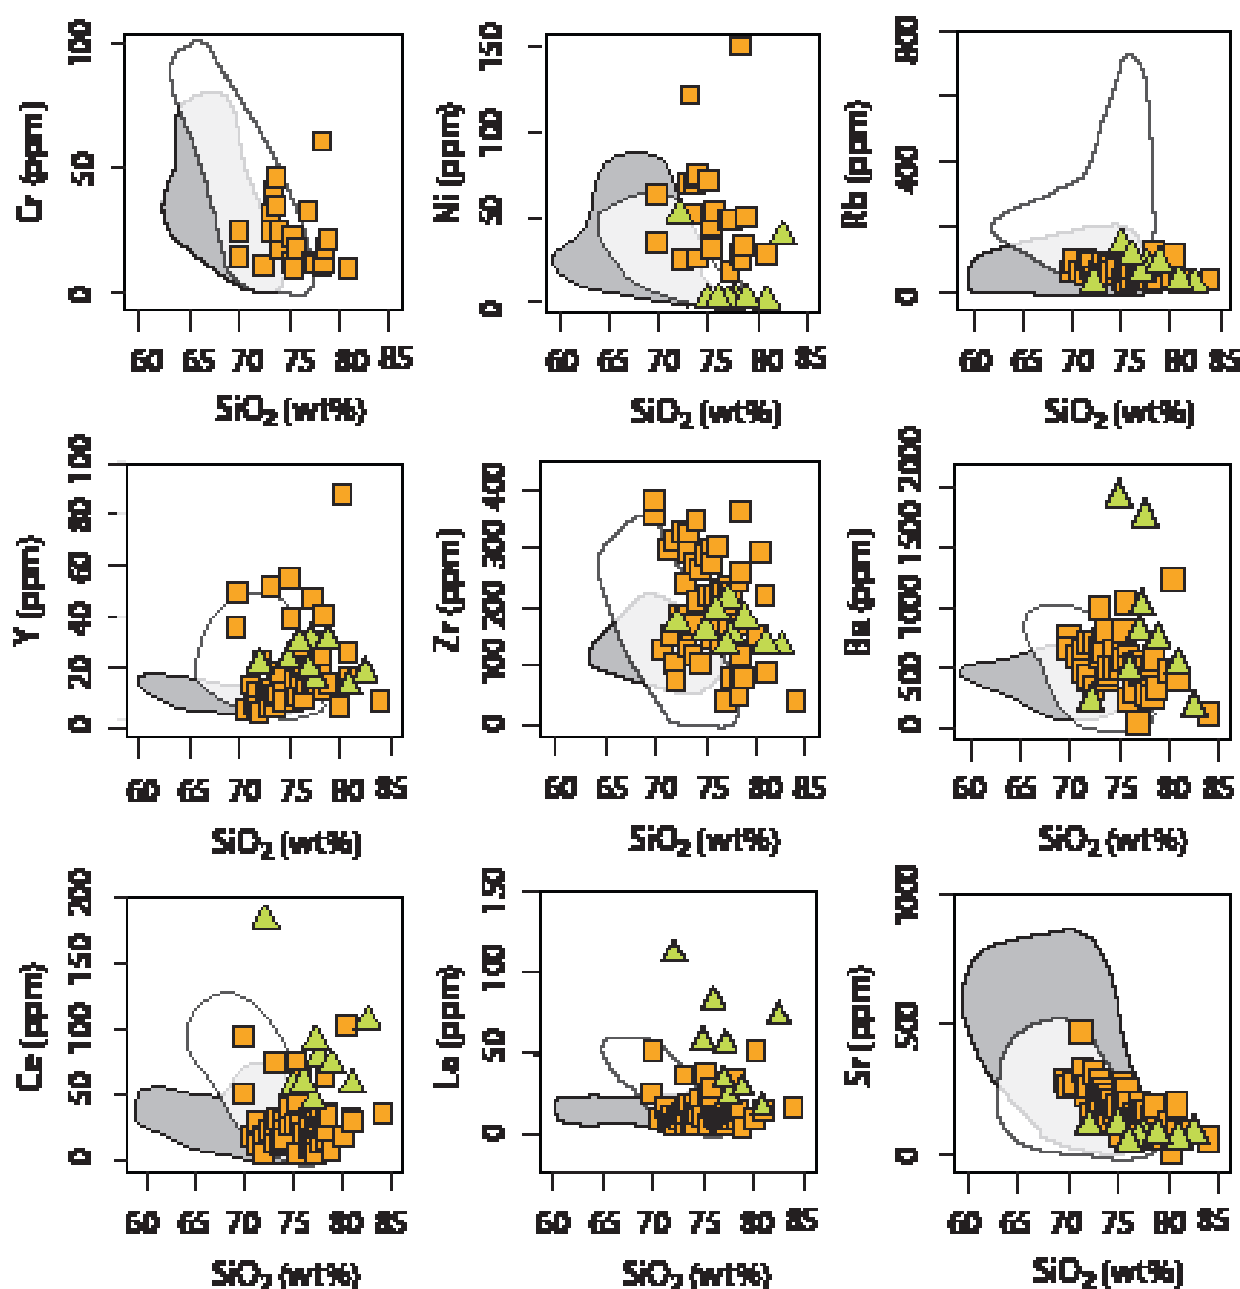 Cr (ppm)
0 50 100
60 65 70 75 80 85
SiO2 (wt%)
Ni (ppm)
0 50 100 150
60 65 70 75 80 85
SiO2 (wt%)
Rb (ppm)
0 400 800
60 65 70 75 80 85
SiO2 (wt%)
Y (ppm)
0 20 40 60 80 100
60 65 70 75 80 85
SiO2 (wt%)
Zr (ppm)
0 100 200 300 400
60 65 70 75 80 85
SiO2 (wt%)
Ba (ppm)
0 500 1000 1500 2000
60 65 70 75 80 85
SiO2 (wt%)
Ce (ppm)
0 50 100 150 200
60 65 70 75 80 85
SiO2 (wt%)
La (ppm)
0 50 100 150
60 65 70 75 80 85
SiO2 (wt%)
Sr (ppm)
0 500 1000
60 65 70 75 80 85
SiO2 (wt%)